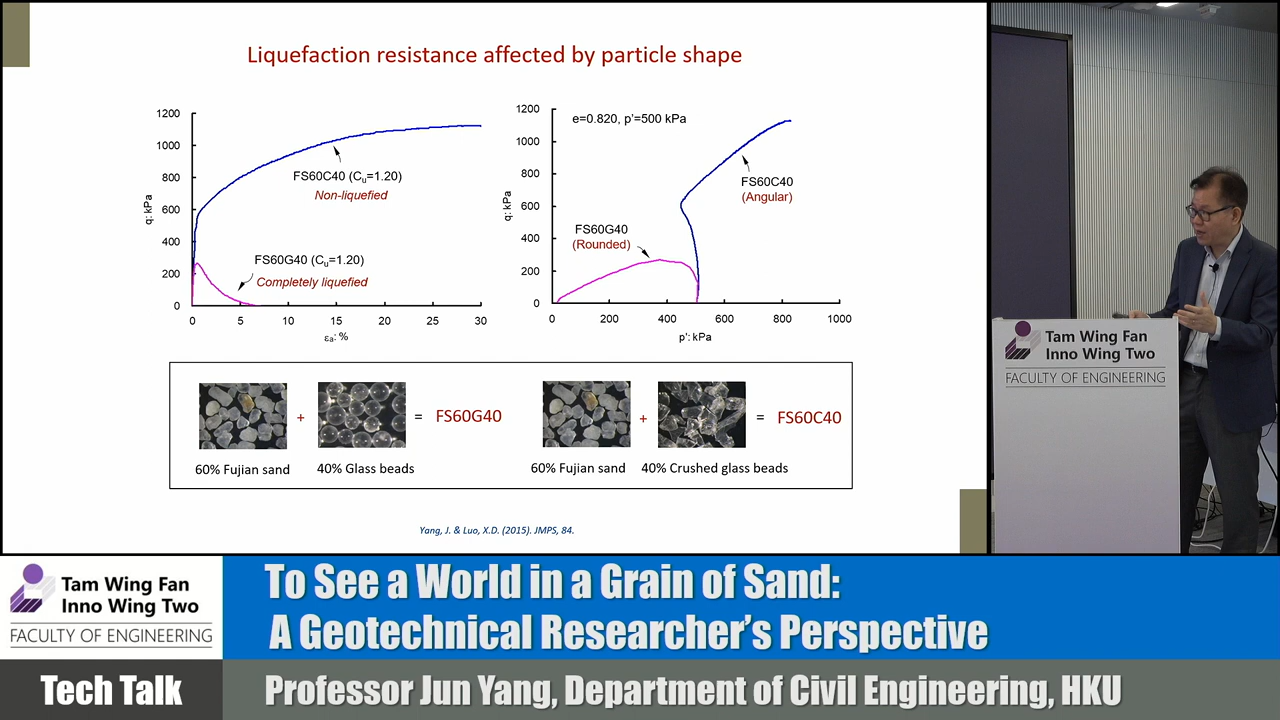 Liquefaction resistance affected by particle shape
1200
1000
800
600
400
200
0
q: kPa
0 5 10 15 20 25 30
εa: %
FS60C40 (Cu=1.20)
Non-liquefied
FS60G40 (Cu=1.20)
Completely liquefied
1200
1000
800
600
400
200
0
q: kPa
0 200 400 600 800 1000
p': kPa
e=0.820, p'=500 kPa
FS60C40
(Angular)
FS60G40
(Rounded)
+ = FS60G40
60% Fujian sand 40% Glass beads
+ = FS60C40
60% Fujian sand 40% Crushed glass beads
Yang, J. & Luo, X.D. (2015). JMPS, 84.
Tam Wing Fan
Inno Wing Two
FACULTY OF ENGINEERING
Tam Wing Fan
Inno Wing Two
FACULTY OF ENGINEERING
To See a World in a Grain of Sand:
A Geotechnical Researcher's Perspective
Tech Talk
Professor Jun Yang, Department of Civil Engineering, HKU